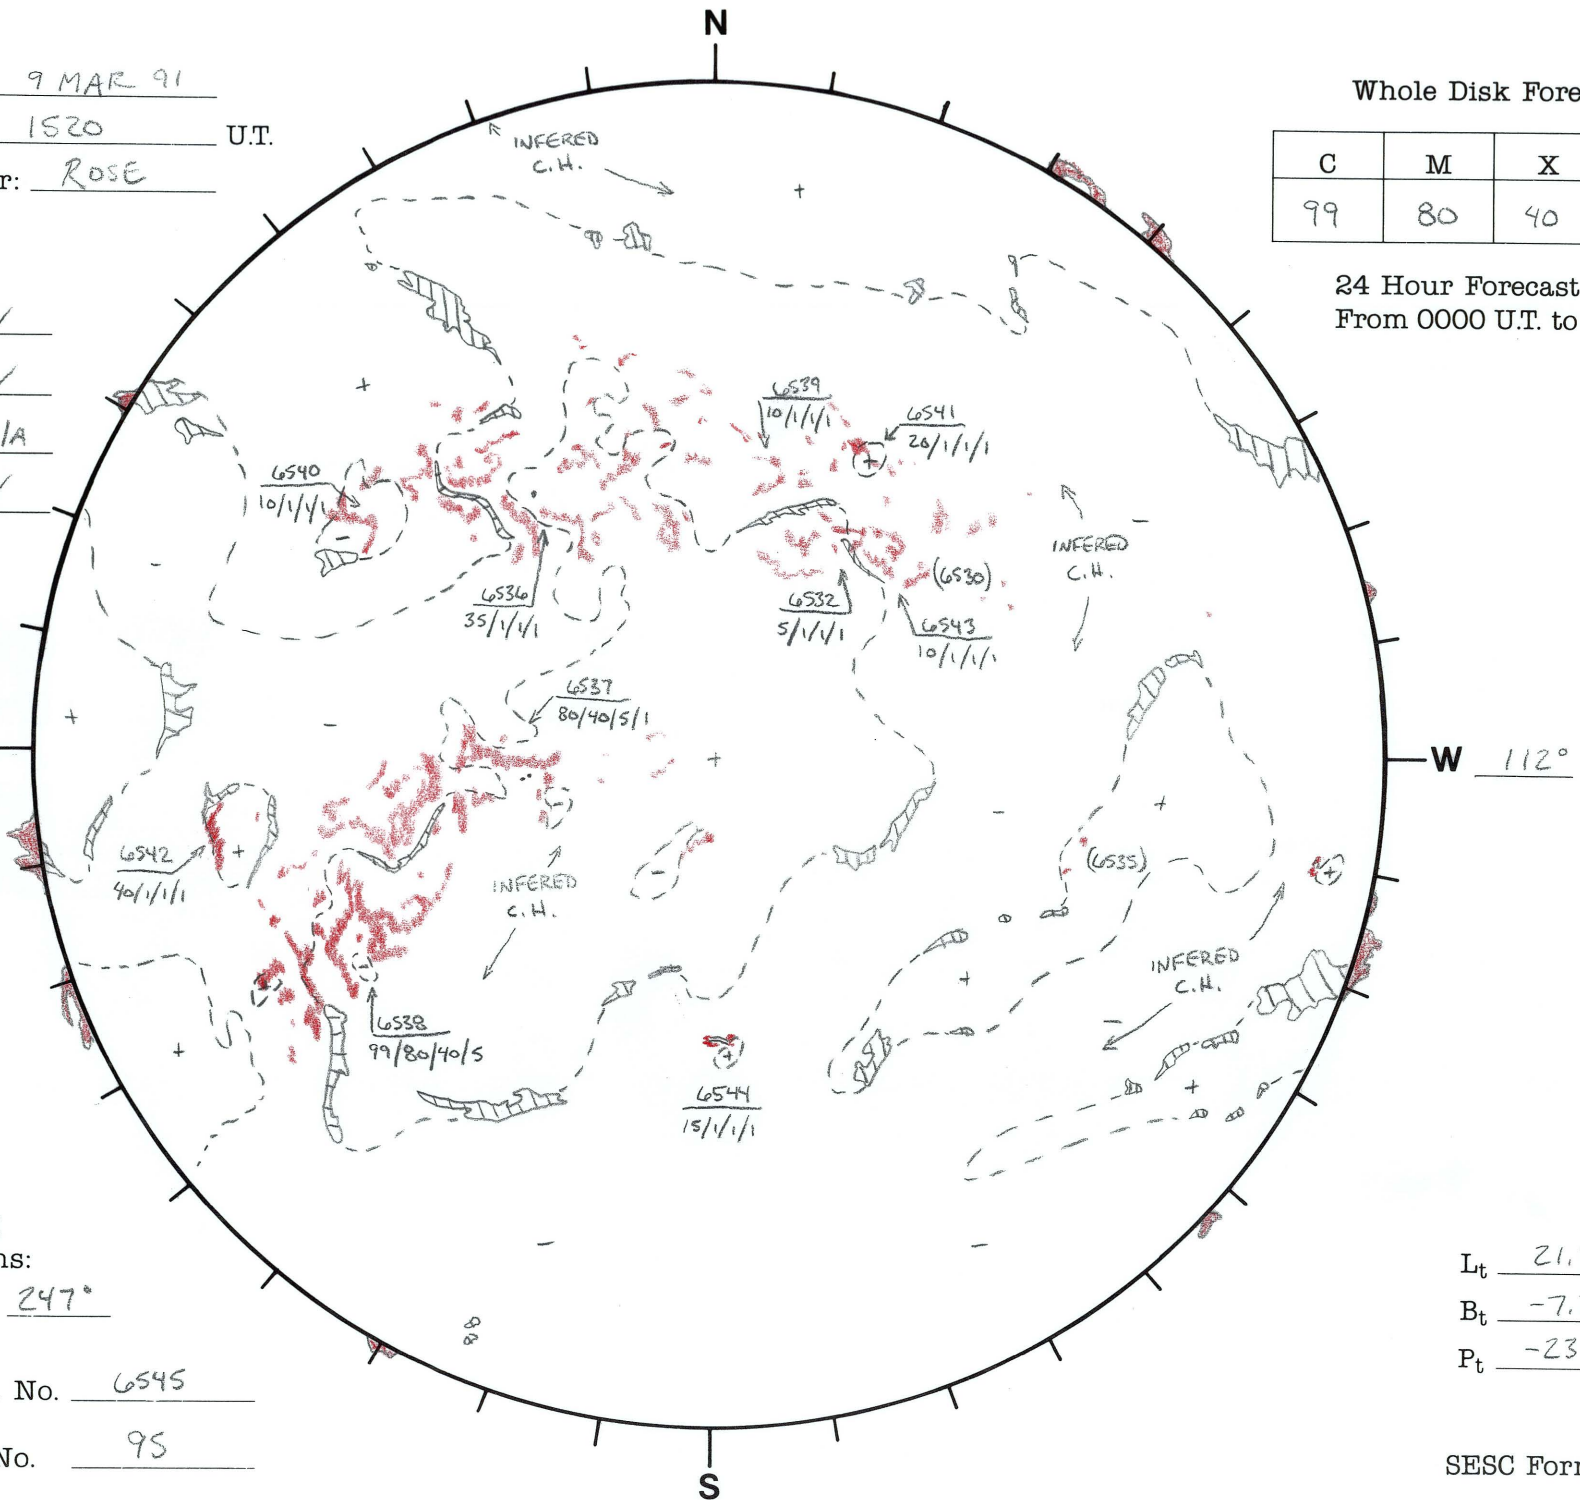 N
9 MAR 91
1520 U.T.
r: ROSE
Whole Disk Fore
C M X
99 80 40
24 Hour Forecast
From 0000 U.T. to
INFERED
C.H.
6539
10/1/1/1
6541
20/1/1/1
/A
6540
10/1/1/1
INFERED
C.H.
(6530)
6536
35/1/1/1
6532
5/1/1/1
6543
10/1/1/1
6537
80/40/5/1
W 112°
6542
40/1/1/1
(6535)
INFERED
C.H.
INFERED
C.H.
6538
99/80/40/5
6544
15/1/1/1
ns:
247°
Lt 21.
Bt -7.
Pt -23
No. 6545
No. 95
SESC Forr
S